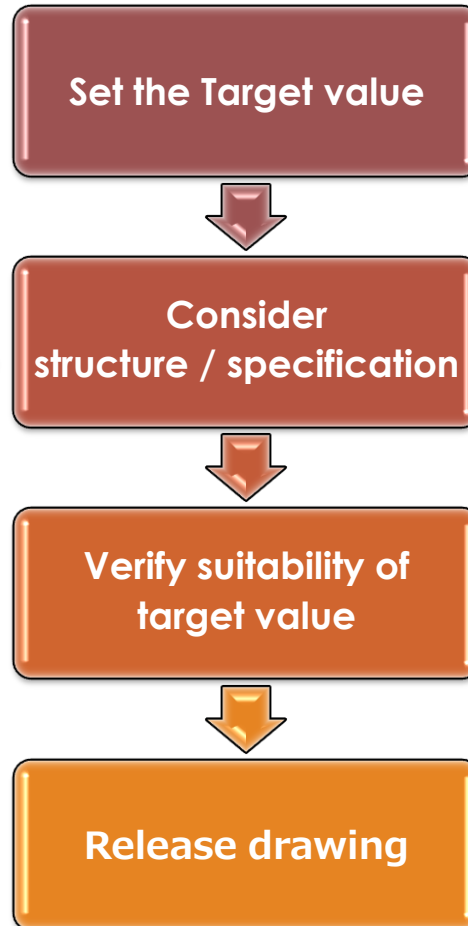 Set the Target value
Consider
structure / specification
Verify suitability of
target value
Release drawing